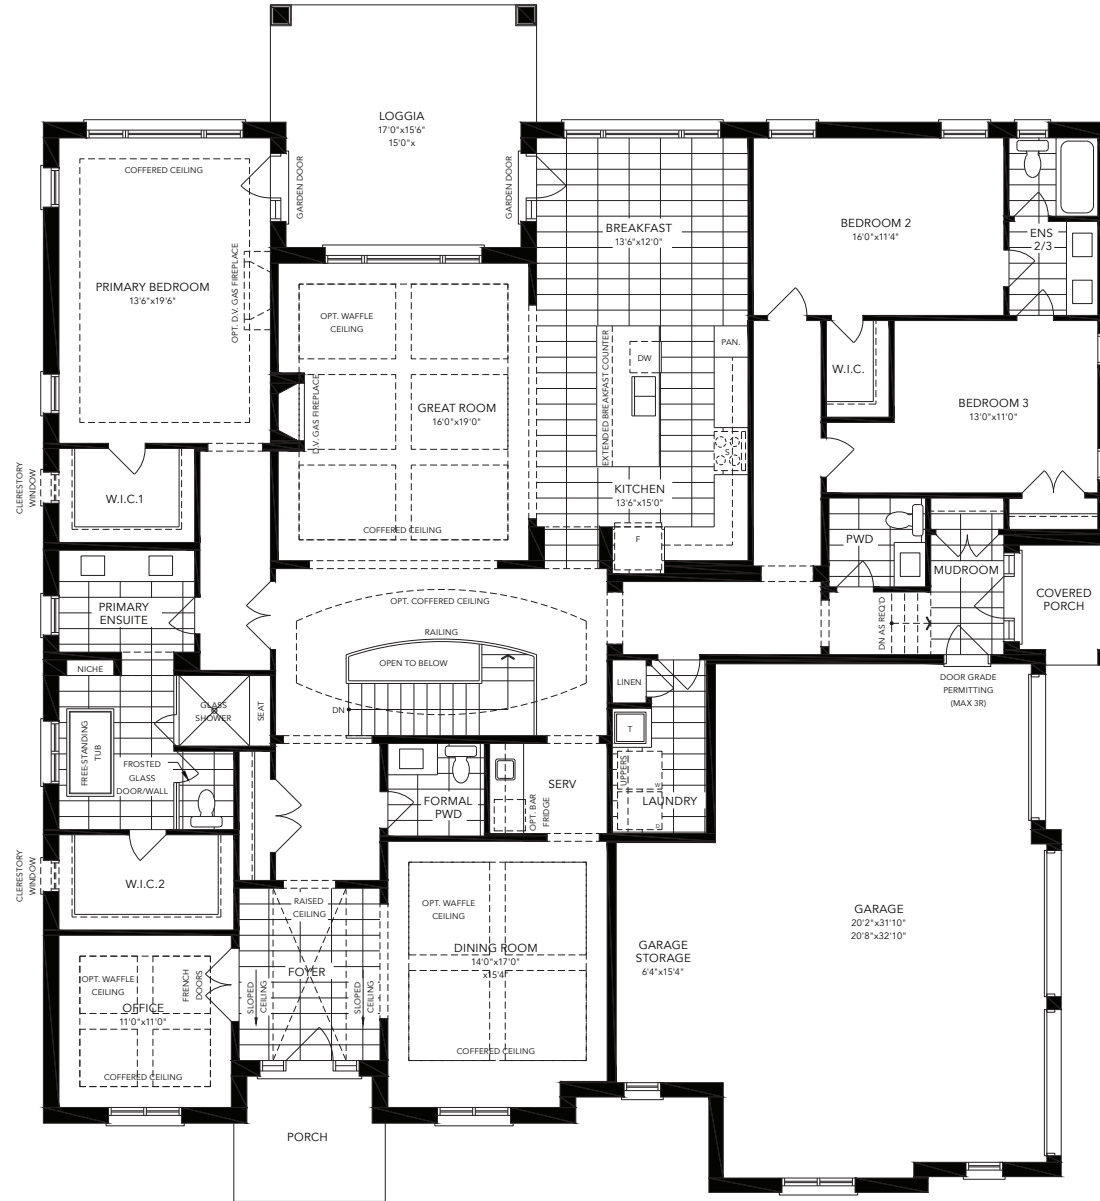 LOGGIA
17'0"x15'6"
15'0"x
COFFERED CEILING
GARDEN DOOR
GARDEN DOOR
BREAKFAST
13'6"x12'0"
BEDROOM 2
16'0"x11'4"
ENS
2/3
PRIMARY BEDROOM
13'6"x19'6"
OPT. D.V. GAS FIREPLACE
OPT. WAFFLE
CEILING
GREAT ROOM
16'0"x19'0"
D.V. GAS FIREPLACE
COFFERED CEILING
EXTENDED BREAKFAST COUNTER
DW
PAN.
S
W.I.C.
BEDROOM 3
13'0"x11'0"
CLERESTORY
WINDOW
W.I.C.1
KITCHEN
13'6"x15'0"
F
PWD
MUDROOM
COVERED
PORCH
DN AS REQ'D
PRIMARY
ENSUITE
OPT. COFFERED CEILING
RAILING
OPEN TO BELOW
DN
NICHE
GLASS
SHOWER
SEAT
FREE-STANDING
TUB
FROSTED
GLASS
DOOR/WALL
LINEN
DOOR GRADE
PERMITTING
(MAX 3R)
T
UPPERS
W
D
LAUNDRY
FORMAL
PWD
SERV
OPT. BAR
FRIDGE
CLERESTORY
WINDOW
W.I.C.2
RAISED
CEILING
OPT. WAFFLE
CEILING
DINING ROOM
14'0"x17'0"
x15'4"
COFFERED CEILING
GARAGE
20'2"x31'10"
20'8"x32'10"
GARAGE
STORAGE
6'4"x15'4"
FOYER
SLOPED
CEILING
SLOPED
CEILING
FRENCH
DOORS
OPT. WAFFLE
CEILING
OFFICE
11'0"x11'0"
COFFERED CEILING
PORCH